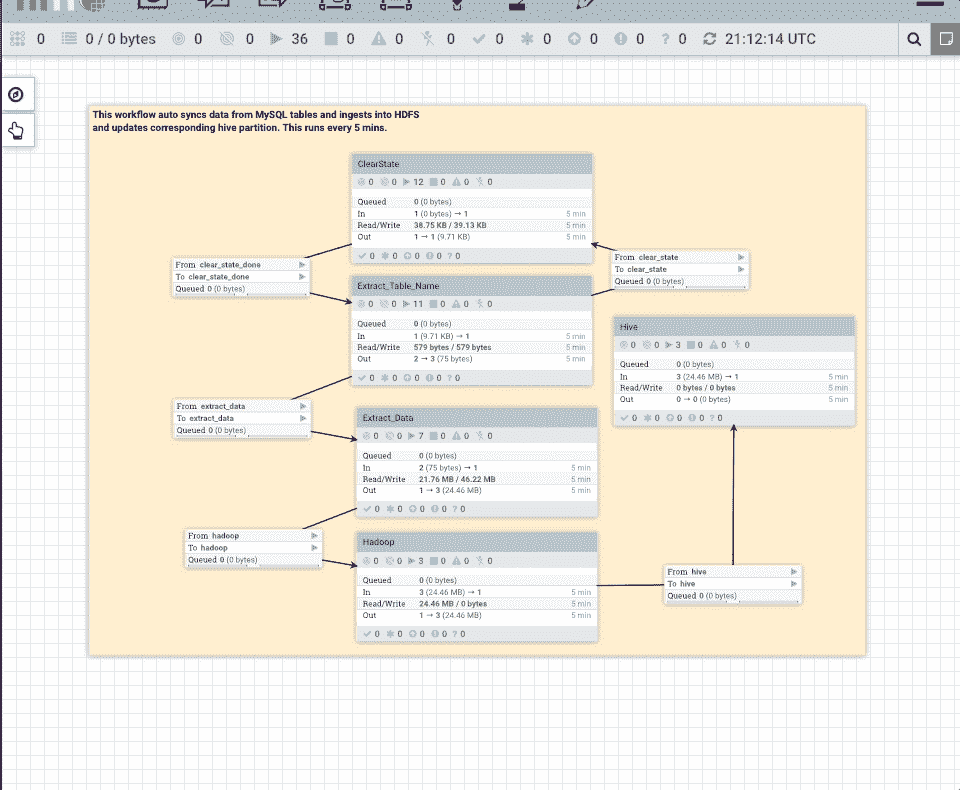 0 0 / 0 bytes 0 0 36 0 0 0 0 0 0 0 ? 0 21:12:14 UTC
This workflow auto syncs data from MySQL tables and ingests into HDFS
and updates corresponding hive partition. This runs every 5 mins.
ClearState
0 0 12 0 0 0
Queued 0 (0 bytes)
In 1 (0 bytes) → 1 5 min
Read/Write 38.75 KB / 39.13 KB 5 min
Out 1 → 1 (9.71 KB) 5 min
0 0 0 0 ? 0
From clear_state_done
To clear_state_done
Queued 0 (0 bytes)
From clear_state
To clear_state
Queued 0 (0 bytes)
Extract_Table_Name
0 0 11 0 0 0
Queued 0 (0 bytes)
In 1 (9.71 KB) → 1 5 min
Read/Write 579 bytes / 579 bytes 5 min
Out 2 → 3 (75 bytes) 5 min
0 0 0 0 ? 0
Hive
0 0 3 0 0 0
Queued 0 (0 bytes)
In 3 (24.46 MB) → 1 5 min
Read/Write 0 bytes / 0 bytes 5 min
Out 0 → 0 (0 bytes) 5 min
0 0 0 0 ? 0
From extract_data
To extract_data
Queued 0 (0 bytes)
Extract_Data
0 0 7 0 0 0
Queued 0 (0 bytes)
In 2 (75 bytes) → 1 5 min
Read/Write 21.76 MB / 46.22 MB 5 min
Out 1 → 3 (24.46 MB) 5 min
0 0 0 0 ? 0
From hadoop
To hadoop
Queued 0 (0 bytes)
Hadoop
0 0 3 0 0 0
Queued 0 (0 bytes)
In 3 (24.46 MB) → 1 5 min
Read/Write 24.46 MB / 0 bytes 5 min
Out 1 → 3 (24.46 MB) 5 min
0 0 0 0 ? 0
From hive
To hive
Queued 0 (0 bytes)